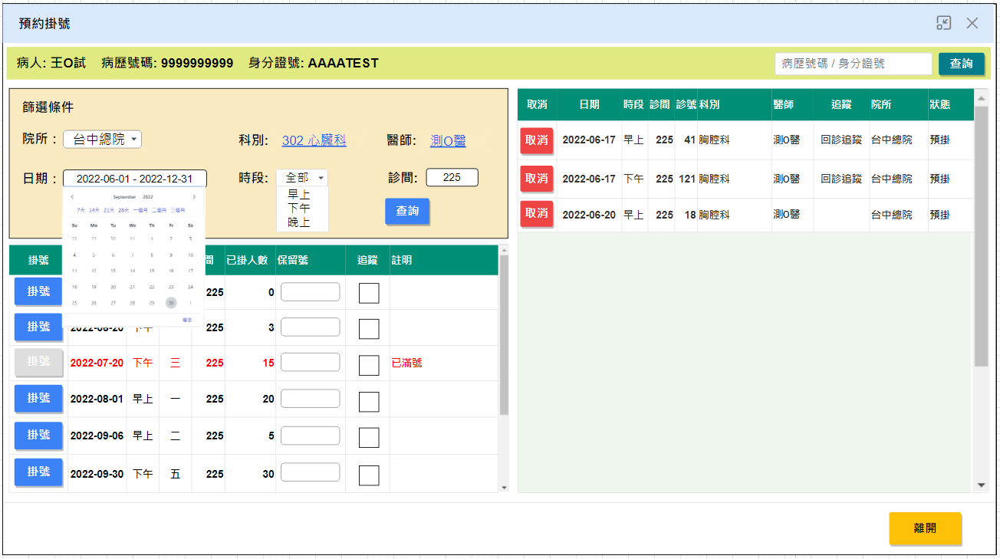 預約掛號
病人: 王O試 病歷號碼: 9999999999 身分證號: AAAATEST 病歷號碼 / 身分證號 查詢
篩選條件
院所 : 台中總院 科別: 302 心臟科 醫師: 測O醫
日期 : 2022-06-01 - 2022-12-31 時段: 全部 診間: 225
早上
下午
晚上
查詢
September 2022
7天 14天 21天 28天 一個月 二個月 三個月
Su Mo Tu We Th Fr Sa
28 29 30 31 1 2 3
4 5 6 7 8 9 10
11 12 13 14 15 16 17
18 19 20 21 22 23 24
25 26 27 28 29 30 1
確定
掛號 間 已掛人數 保留號 追蹤 註明
掛號 225 0
掛號 2022-06-20 下午 225 3
掛號 2022-07-20 下午 三 225 15 已滿號
掛號 2022-08-01 早上 一 225 20
掛號 2022-09-06 早上 二 225 5
掛號 2022-09-30 下午 五 225 30
取消 日期 時段 診間 診號 科別 醫師 追蹤 院所 狀態
取消 2022-06-17 早上 225 41 胸腔科 測O醫 回診追蹤 台中總院 預掛
取消 2022-06-17 下午 225 121 胸腔科 測O醫 回診追蹤 台中總院 預掛
取消 2022-06-20 早上 225 18 胸腔科 測O醫 台中總院 預掛
離開